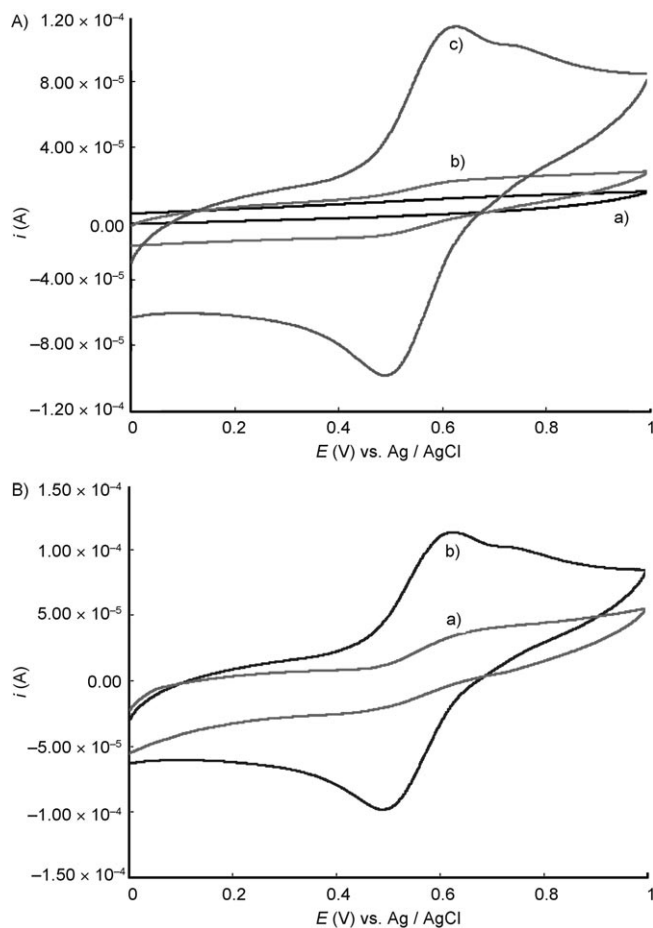 A)
1.20 × 10⁻⁴
c)
8.00 × 10⁻⁵
4.00 × 10⁻⁵
b)
i (A)
0.00
a)
–4.00 × 10⁻⁵
–8.00 × 10⁻⁵
–1.20 × 10⁻⁴
0 0.2 0.4 0.6 0.8 1
E (V) vs. Ag / AgCl
B)
1.50 × 10⁻⁴
b)
1.00 × 10⁻⁴
a)
5.00 × 10⁻⁵
i (A)
0.00
–5.00 × 10⁻⁵
–1.00 × 10⁻⁴
–1.50 × 10⁻⁴
0 0.2 0.4 0.6 0.8 1
E (V) vs. Ag / AgCl